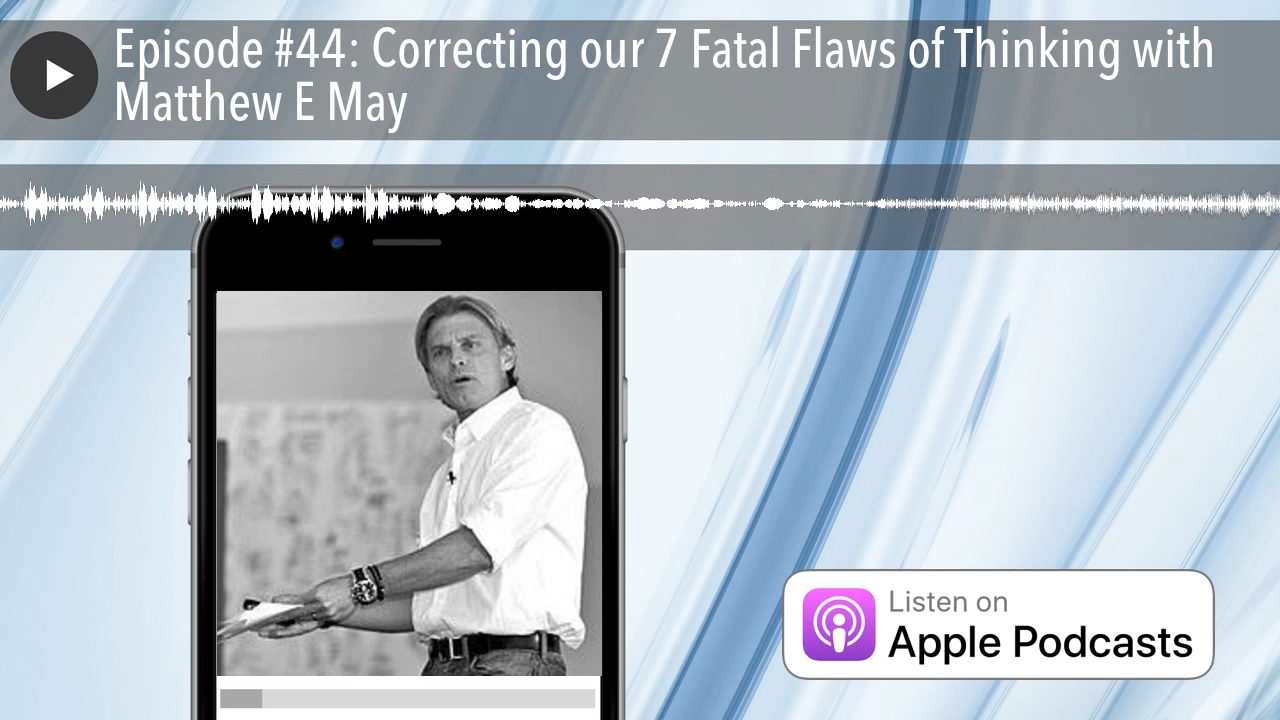 Episode #44: Correcting our 7 Fatal Flaws of Thinking with
Matthew E May
Listen on
Apple Podcasts